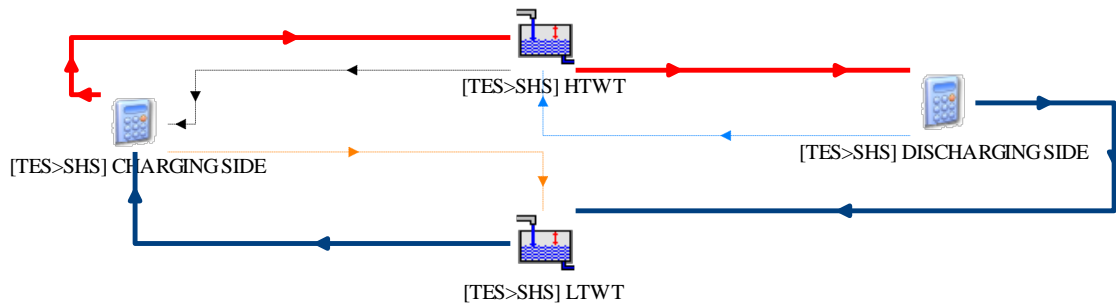 [TES>SHS] HTWT
[TES>SHS] CHARGING SIDE
[TES>SHS] DISCHARGING SIDE
[TES>SHS] LTWT